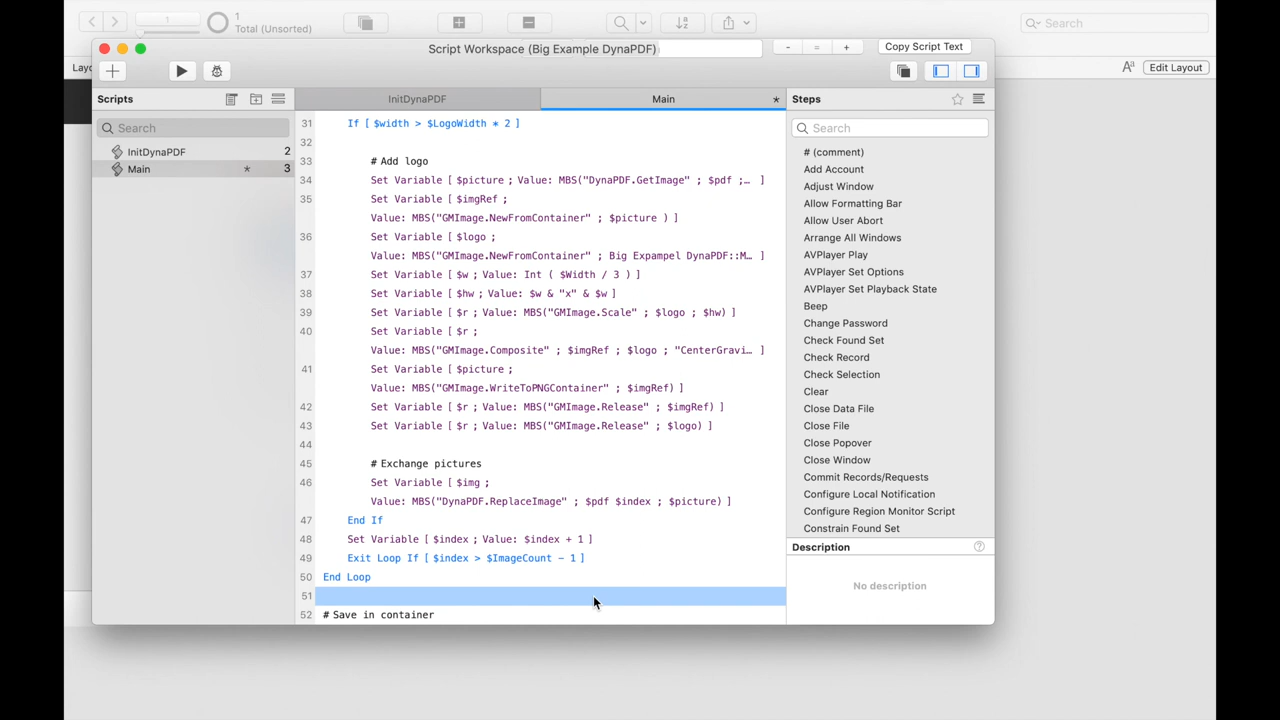 1
1
Total (Unsorted)
Search
Script Workspace (Big Example DynaPDF)
- = +
Copy Script Text
Edit Layout
Scripts
Search
InitDynaPDF 2
Main * 3
InitDynaPDF
Main *
31 If [ $width > $LogoWidth * 2 ]
32
33 # Add logo
34 Set Variable [ $picture ; Value: MBS("DynaPDF.GetImage" ; $pdf ;… ]
35 Set Variable [ $imgRef ;
Value: MBS("GMImage.NewFromContainer" ; $picture ) ]
36 Set Variable [ $logo ;
Value: MBS("GMImage.NewFromContainer" ; Big Expampel DynaPDF::M… ]
37 Set Variable [ $w ; Value: Int ( $Width / 3 ) ]
38 Set Variable [ $hw ; Value: $w & "x" & $w ]
39 Set Variable [ $r ; Value: MBS("GMImage.Scale" ; $logo ; $hw) ]
40 Set Variable [ $r ;
Value: MBS("GMImage.Composite" ; $imgRef ; $logo ; "CenterGravi… ]
41 Set Variable [ $picture ;
Value: MBS("GMImage.WriteToPNGContainer" ; $imgRef) ]
42 Set Variable [ $r ; Value: MBS("GMImage.Release" ; $imgRef) ]
43 Set Variable [ $r ; Value: MBS("GMImage.Release" ; $logo) ]
44
45 # Exchange pictures
46 Set Variable [ $img ;
Value: MBS("DynaPDF.ReplaceImage" ; $pdf $index ; $picture) ]
47 End If
48 Set Variable [ $index ; Value: $index + 1 ]
49 Exit Loop If [ $index > $ImageCount − 1 ]
50 End Loop
51
52 # Save in container
Steps
Search
# (comment)
Add Account
Adjust Window
Allow Formatting Bar
Allow User Abort
Arrange All Windows
AVPlayer Play
AVPlayer Set Options
AVPlayer Set Playback State
Beep
Change Password
Check Found Set
Check Record
Check Selection
Clear
Close Data File
Close File
Close Popover
Close Window
Commit Records/Requests
Configure Local Notification
Configure Region Monitor Script
Constrain Found Set
Description
No description